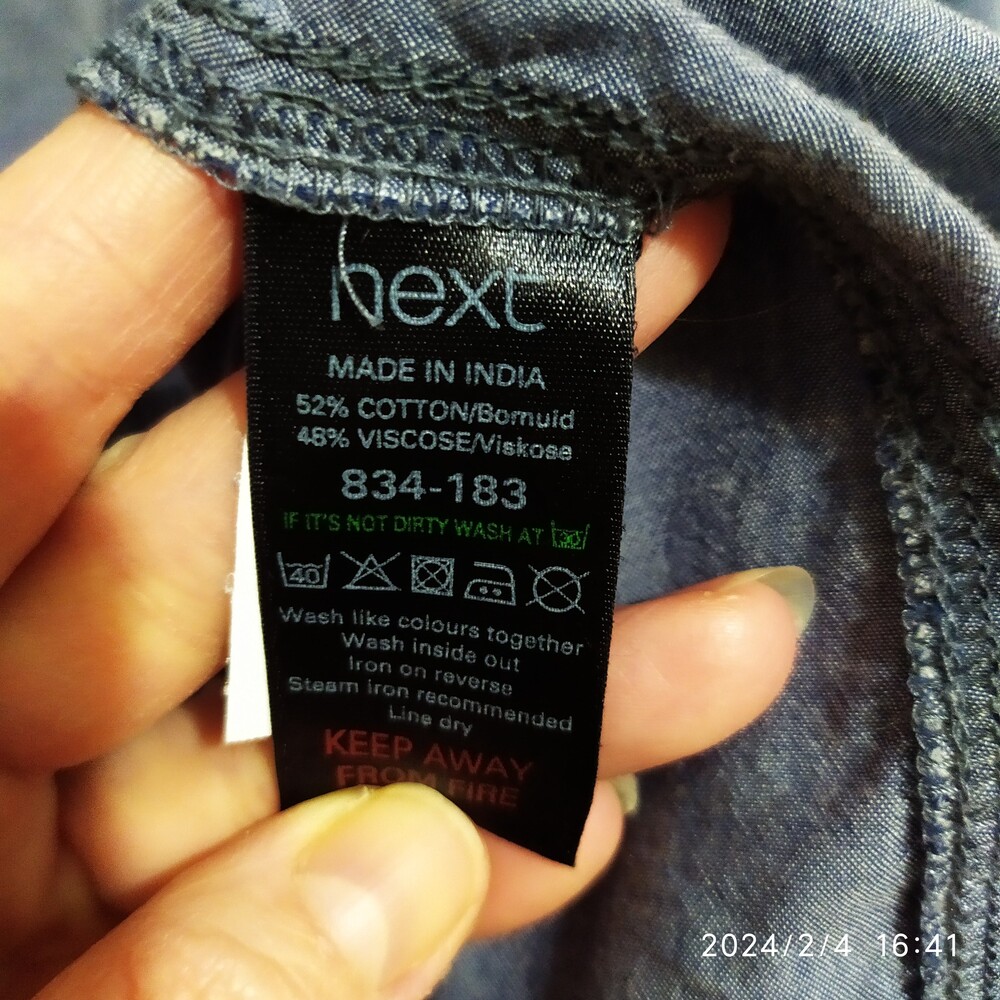 next
MADE IN INDIA
52% COTTON/Bomuld
48% VISCOSE/Viskose
834-183
IF IT'S NOT DIRTY WASH AT 30
40
Wash like colours together
Wash inside out
Iron on reverse
Steam iron recommended
Line dry
KEEP AWAY
FROM FIRE
2024/2/4 16:41